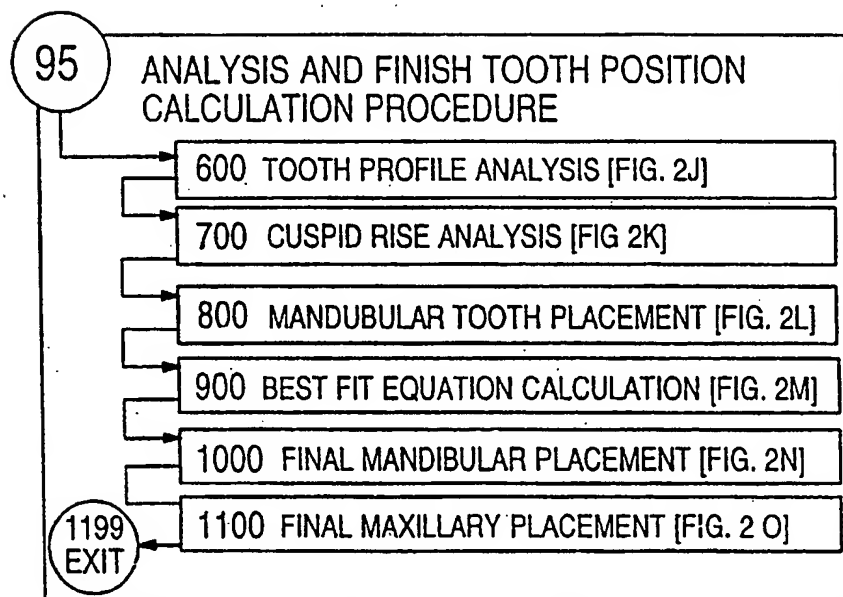 95
ANALYSIS AND FINISH TOOTH POSITION
CALCULATION PROCEDURE
600 TOOTH PROFILE ANALYSIS [FIG. 2J]
700 CUSPID RISE ANALYSIS [FIG 2K]
800 MANDUBULAR TOOTH PLACEMENT [FIG. 2L]
900 BEST FIT EQUATION CALCULATION [FIG. 2M]
1000 FINAL MANDIBULAR PLACEMENT [FIG. 2N]
1100 FINAL MAXILLARY PLACEMENT [FIG. 2 O]
1199
EXIT